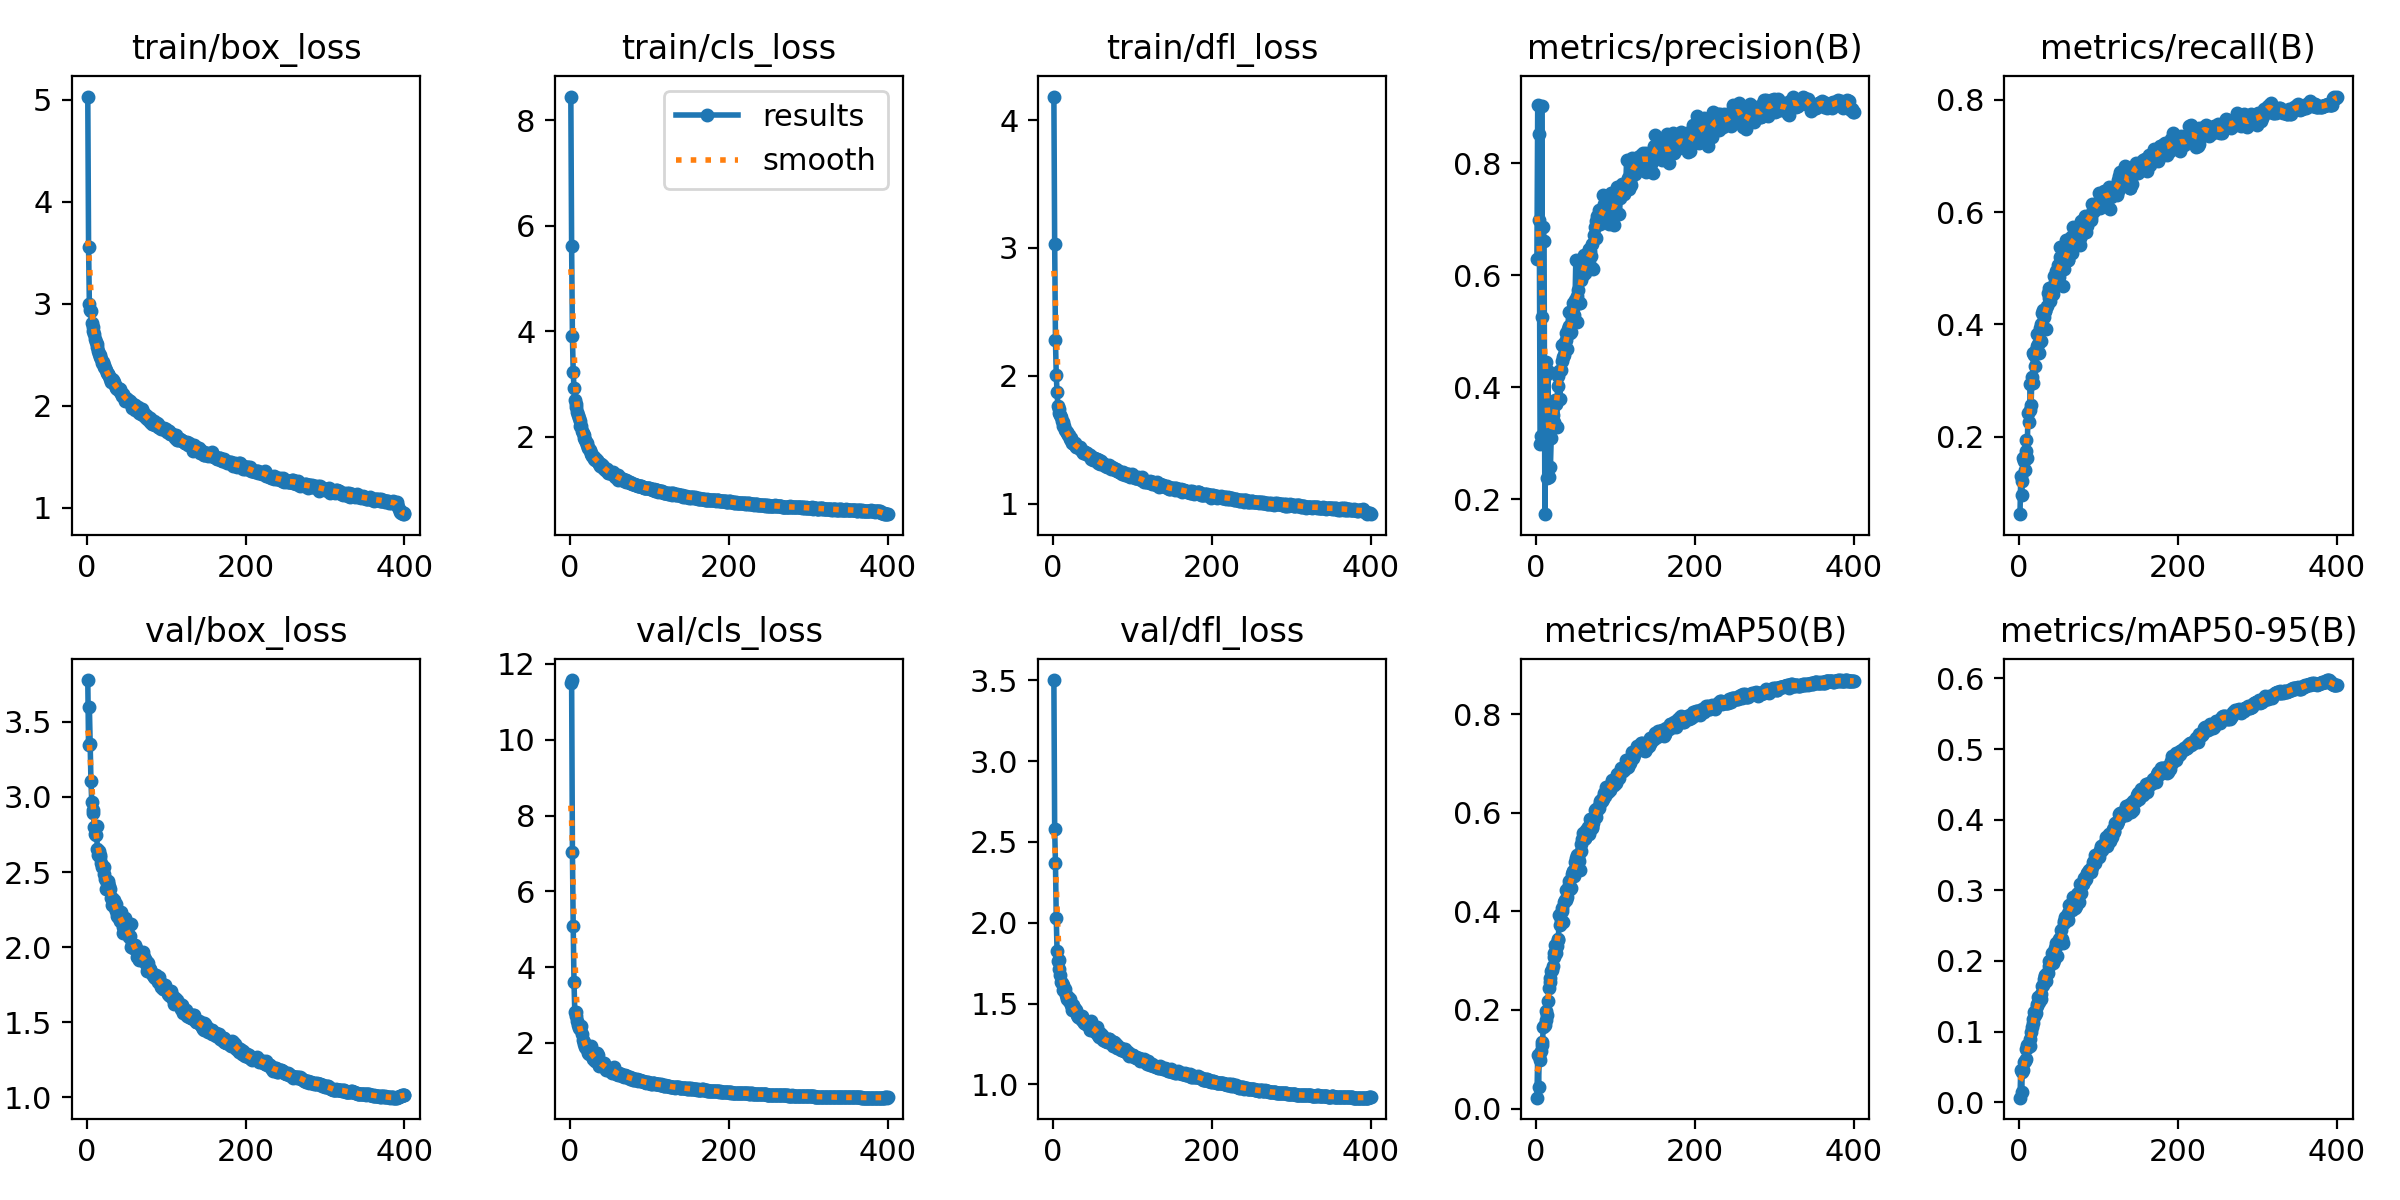 train/box_loss
5
4
3
2
1
0 200 400
train/cls_loss
results
smooth
8
6
4
2
0 200 400
train/dfl_loss
4
3
2
1
0 200 400
metrics/precision(B)
0.8
0.6
0.4
0.2
0 200 400
metrics/recall(B)
0.8
0.6
0.4
0.2
0 200 400
val/box_loss
3.5
3.0
2.5
2.0
1.5
1.0
0 200 400
val/cls_loss
12
10
8
6
4
2
0 200 400
val/dfl_loss
3.5
3.0
2.5
2.0
1.5
1.0
0 200 400
metrics/mAP50(B)
0.8
0.6
0.4
0.2
0.0
0 200 400
metrics/mAP50-95(B)
0.6
0.5
0.4
0.3
0.2
0.1
0.0
0 200 400